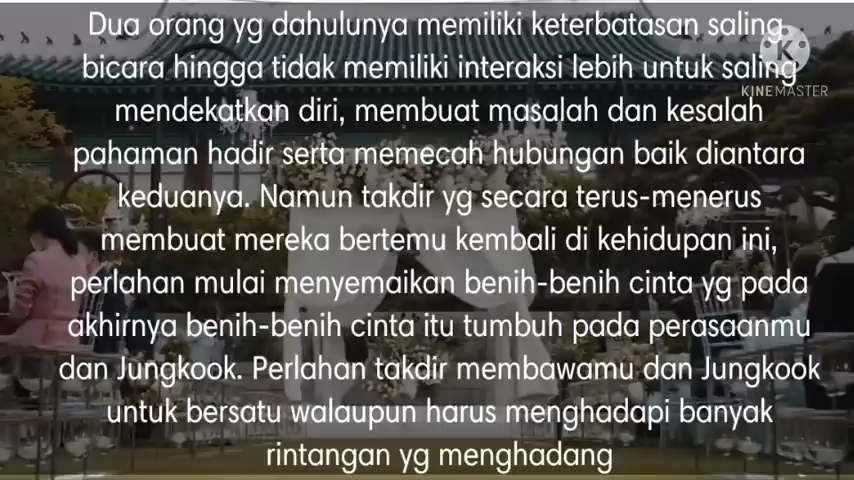 Dua orang yg dahulunya memiliki keterbatasan saling
bicara hingga tidak memiliki interaksi lebih untuk saling
mendekatkan diri, membuat masalah dan kesalah
pahaman hadir serta memecah hubungan baik diantara
keduanya. Namun takdir yg secara terus-menerus
membuat mereka bertemu kembali di kehidupan ini,
perlahan mulai menyemaikan benih-benih cinta yg pada
akhirnya benih-benih cinta itu tumbuh pada perasaanmu
dan Jungkook. Perlahan takdir membawamu dan Jungkook
untuk bersatu walaupun harus menghadapi banyak
rintangan yg menghadang
K
KINEMASTER